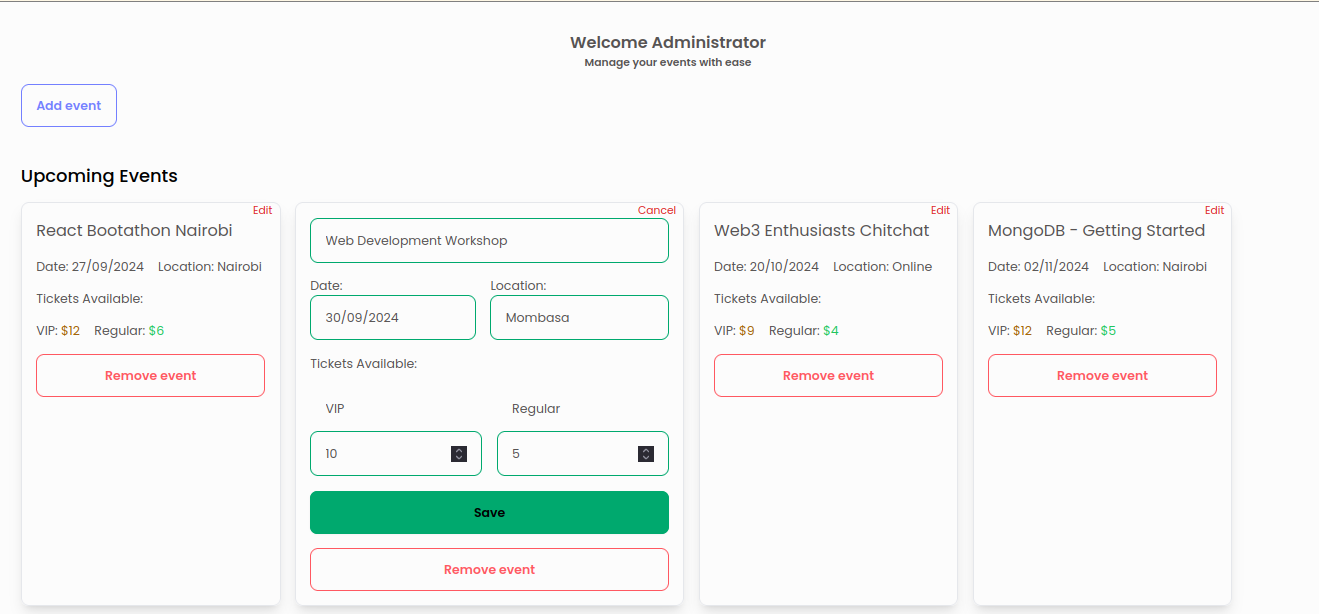 Welcome Administrator
Manage your events with ease
Add event
Upcoming Events
Edit
React Bootathon Nairobi
Date: 27/09/2024 Location: Nairobi
Tickets Available:
VIP: $12 Regular: $6
Remove event
Cancel
Web Development Workshop
Date: Location:
30/09/2024 Mombasa
Tickets Available:
VIP Regular
10 5
Save
Remove event
Edit
Web3 Enthusiasts Chitchat
Date: 20/10/2024 Location: Online
Tickets Available:
VIP: $9 Regular: $4
Remove event
Edit
MongoDB - Getting Started
Date: 02/11/2024 Location: Nairobi
Tickets Available:
VIP: $12 Regular: $5
Remove event